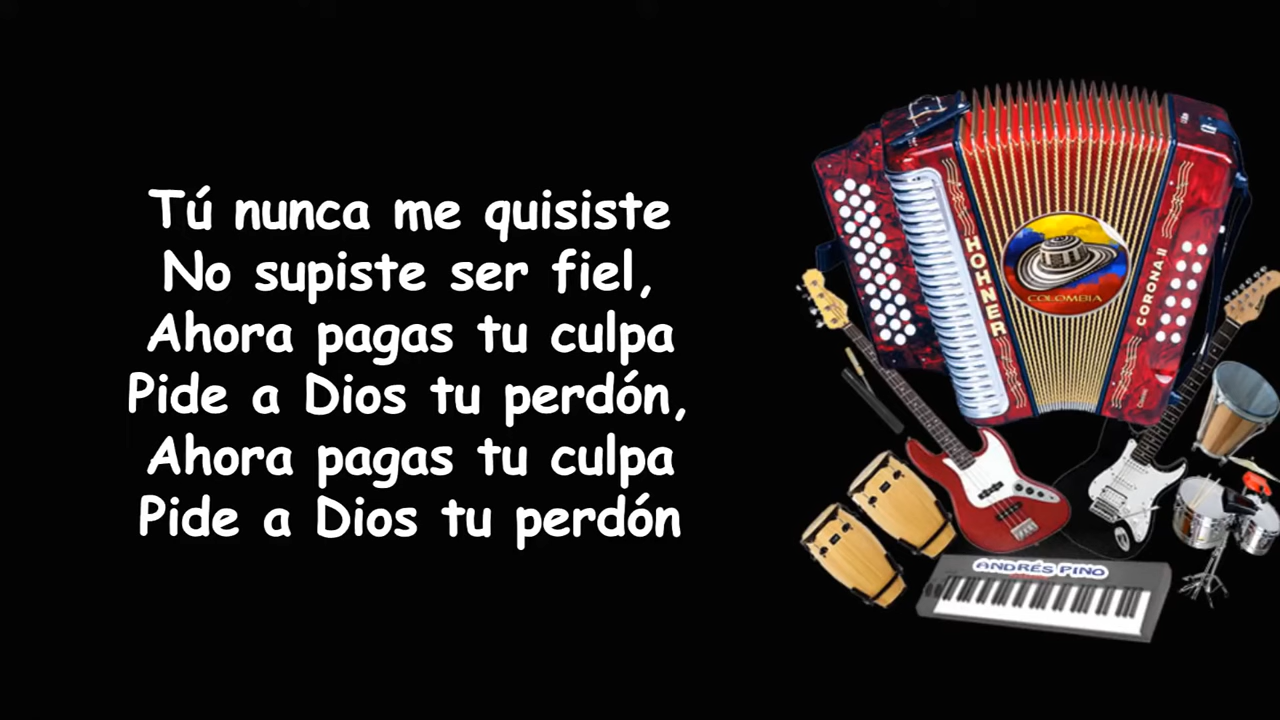 Tú nunca me quisiste
No supiste ser fiel,
Ahora pagas tu culpa
Pide a Dios tu perdón,
Ahora pagas tu culpa
Pide a Dios tu perdón
HOHNER
CORONA II
COLOMBIA
ANDRÉS PINO